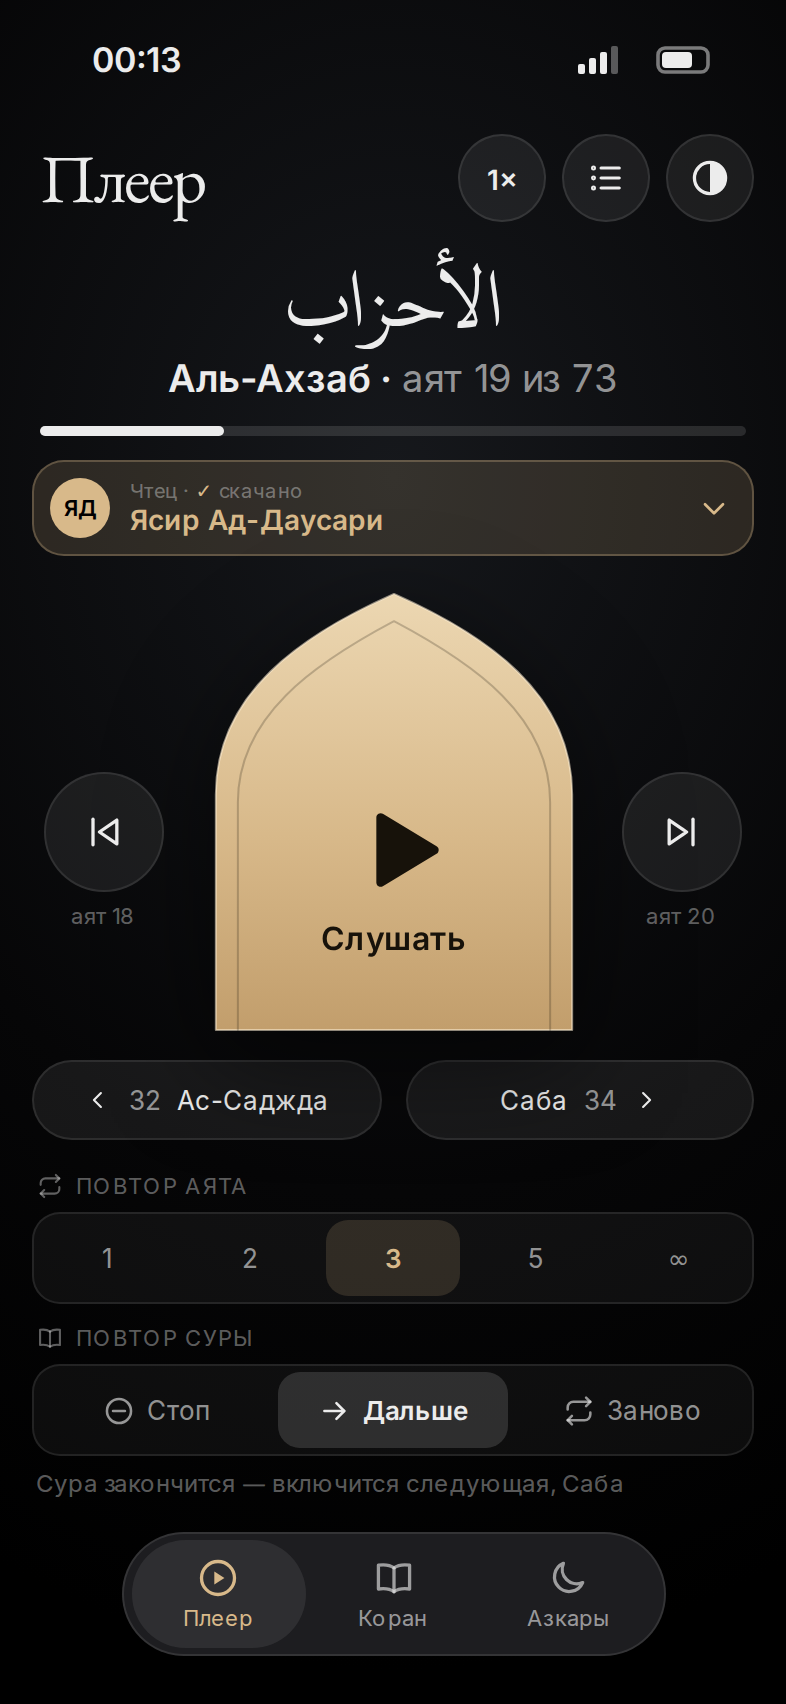 00:13
Плеер
1×
الأحزاب
Аль-Ахзаб · аят 19 из 73
ЯД
Чтец · ✓ скачано
Ясир Ад-Даусари
Слушать
аят 18
аят 20
32 Ас-Саджда
Саба 34
ПОВТОР АЯТА
1 2 3 5 ∞
ПОВТОР СУРЫ
Стоп Дальше Заново
Сура закончится — включится следующая, Саба
Плеер Коран Азкары